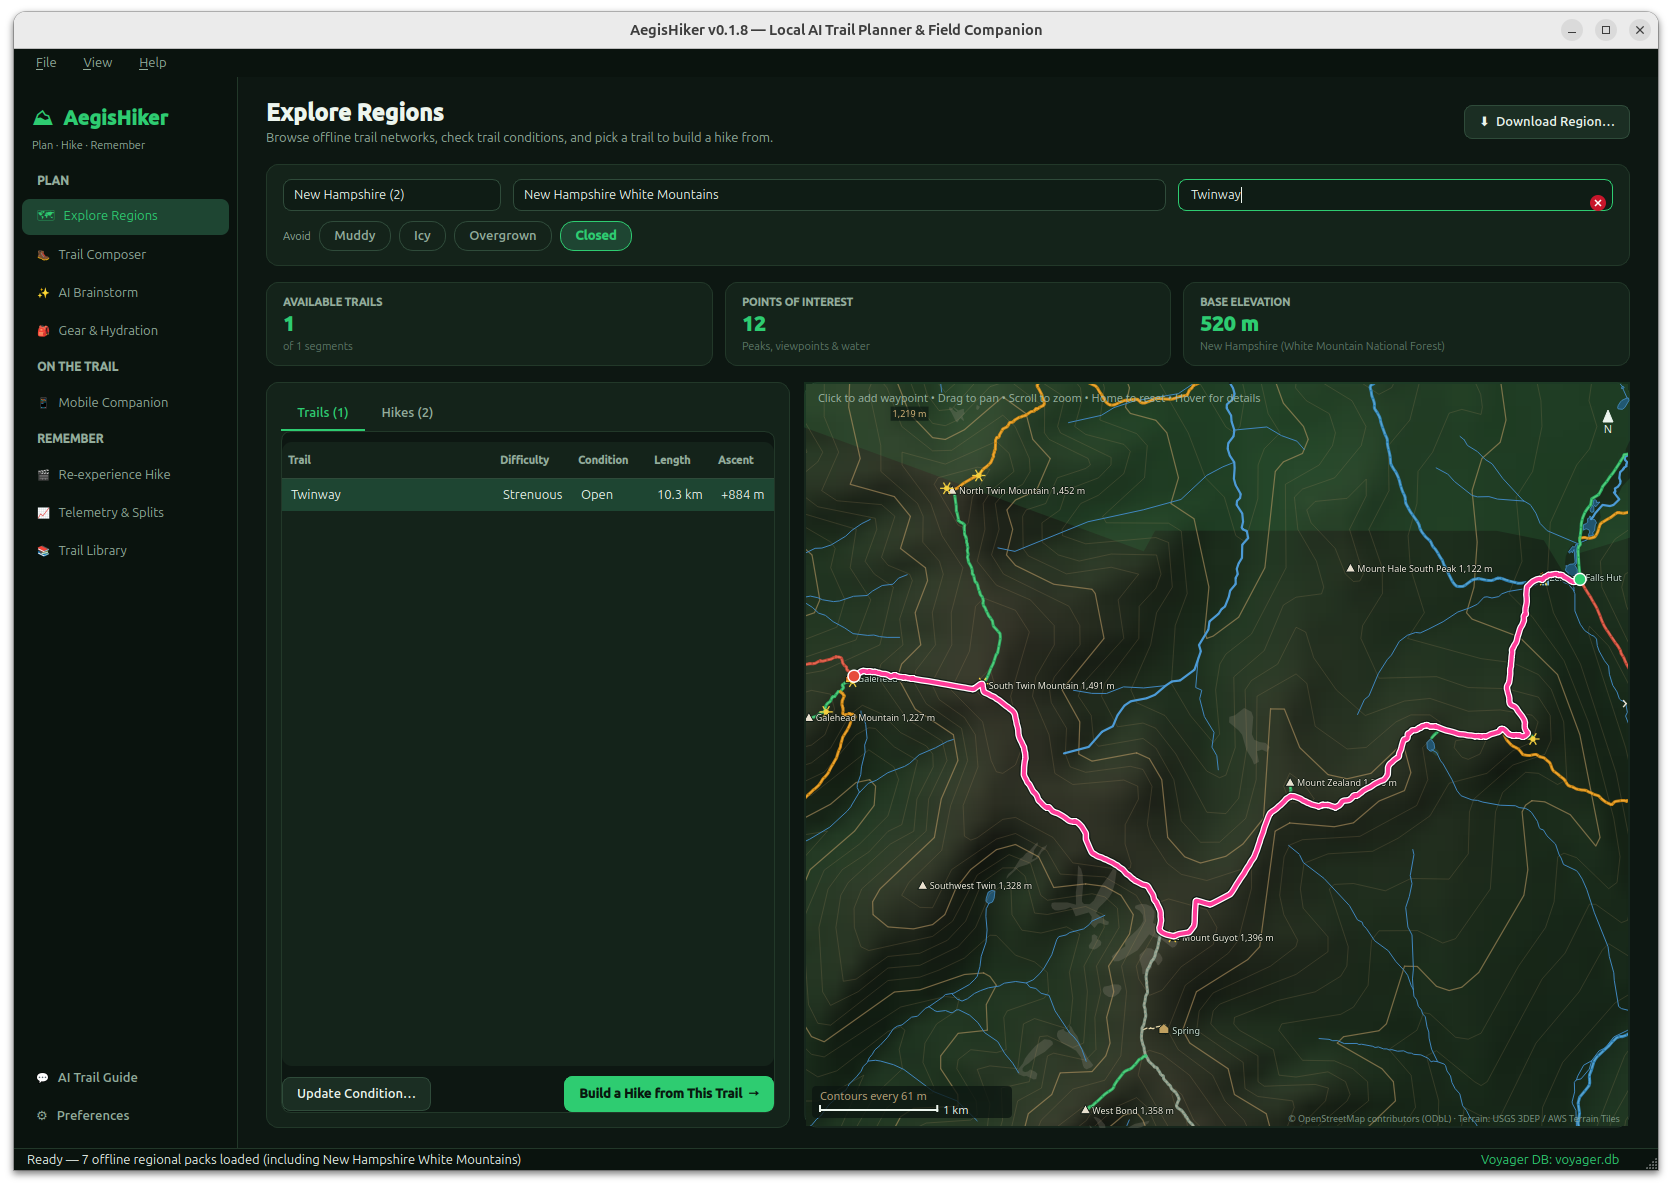 AegisHiker v0.1.8 — Local AI Trail Planner & Field Companion
File View Help
AegisHiker
Plan · Hike · Remember
PLAN
Explore Regions
Trail Composer
AI Brainstorm
Gear & Hydration
ON THE TRAIL
Mobile Companion
REMEMBER
Re-experience Hike
Telemetry & Splits
Trail Library
AI Trail Guide
Preferences
Explore Regions
Browse offline trail networks, check trail conditions, and pick a trail to build a hike from.
Download Region...
New Hampshire (2)
New Hampshire White Mountains
Twinway
Avoid Muddy Icy Overgrown Closed
AVAILABLE TRAILS
1
of 1 segments
POINTS OF INTEREST
12
Peaks, viewpoints & water
BASE ELEVATION
520 m
New Hampshire (White Mountain National Forest)
Trails (1) Hikes (2)
Trail Difficulty Condition Length Ascent
Twinway Strenuous Open 10.3 km +884 m
Update Condition...
Build a Hike from This Trail →
Click to add waypoint • Drag to pan • Scroll to zoom • Home to reset • Hover for details
1,219 m
N
North Twin Mountain 1,452 m
Mount Hale South Peak 1,122 m
Falls Hut
Galehead
South Twin Mountain 1,491 m
Galehead Mountain 1,227 m
Mount Zealand
Southwest Twin 1,328 m
Mount Guyot 1,396 m
Spring
West Bond 1,358 m
Contours every 61 m
1 km
© OpenStreetMap contributors (ODbL) · Terrain: USGS 3DEP / AWS Terrain Tiles
Ready — 7 offline regional packs loaded (including New Hampshire White Mountains)
Voyager DB: voyager.db